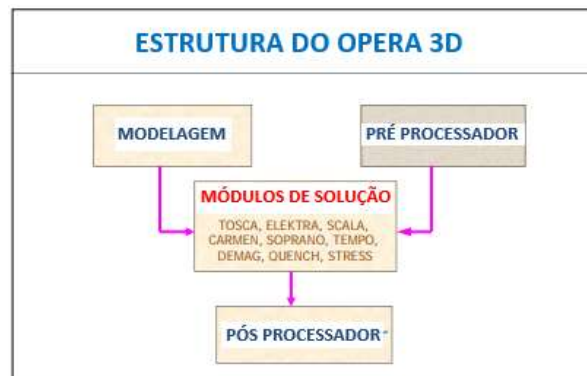 ESTRUTURA DO OPERA 3D
MODELAGEM
PRÉ PROCESSADOR
MÓDULOS DE SOLUÇÃO
TOSCA, ELEKTRA, SCALA,
CARMEN, SOPRANO, TEMPO,
DEMAG, QUENCH, STRESS
PÓS PROCESSADOR